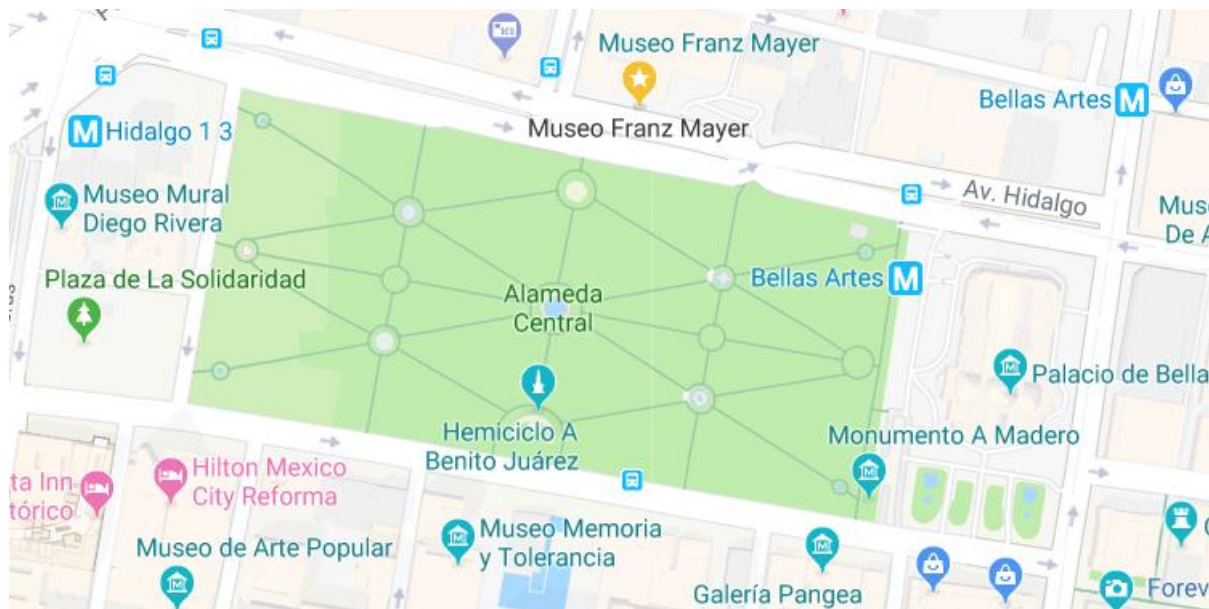 Museo Franz Mayer
Museo Franz Mayer
Bellas Artes M
M Hidalgo 1 3
Av. Hidalgo
Museo Mural
Diego Rivera
Mus
De A
Plaza de La Solidaridad
Bellas Artes M
Alameda
Central
Palacio de Bella
Hemiciclo A
Benito Juárez
Monumento A Madero
ta Inn
tórico
Hilton Mexico
City Reforma
Museo de Arte Popular
Museo Memoria
y Tolerancia
Galería Pangea
Forev